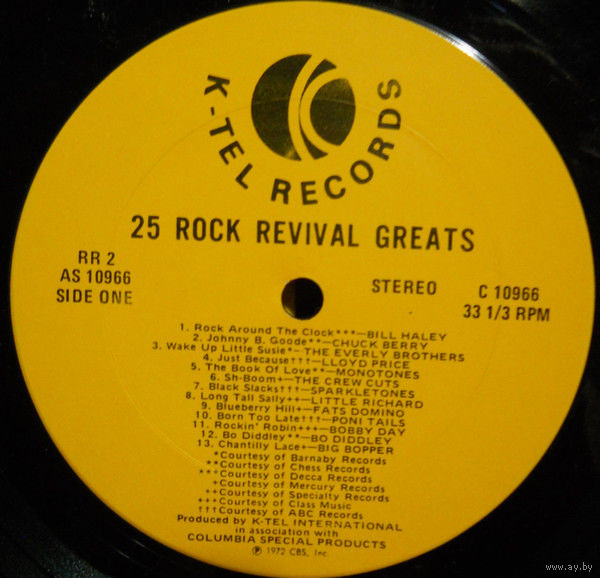 K-TEL RECORDS
25 ROCK REVIVAL GREATS
RR 2
AS 10966
SIDE ONE
STEREO
C 10966
33 1/3 RPM
1. Rock Around The Clock***—BILL HALEY
2. Johnny B. Goode**—CHUCK BERRY
3. Wake Up Little Susie*– THE EVERLY BROTHERS
4. Just Because†††—LLOYD PRICE
5. The Book Of Love**—MONOTONES
6. Sh-Boom+—THE CREW CUTS
7. Black Slacks†††—SPARKLETONES
8. Long Tall Sally++—LITTLE RICHARD
9. Blueberry Hill+—FATS DOMINO
10. Born Too Late†††—PONI TAILS
11. Rockin' Robin+++—BOBBY DAY
12. Bo Diddley**—BO DIDDLEY
13. Chantilly Lace+—BIG BOPPER
*Courtesy of Barnaby Records
**Courtesy of Chess Records
***Courtesy of Decca Records
+Courtesy of Mercury Records
++Courtesy of Specialty Records
+++Courtesy of Class Music
†††Courtesy of ABC Records
Produced by K-TEL INTERNATIONAL
in association with
COLUMBIA SPECIAL PRODUCTS
℗ 1972 CBS, Inc.
www.ay.by